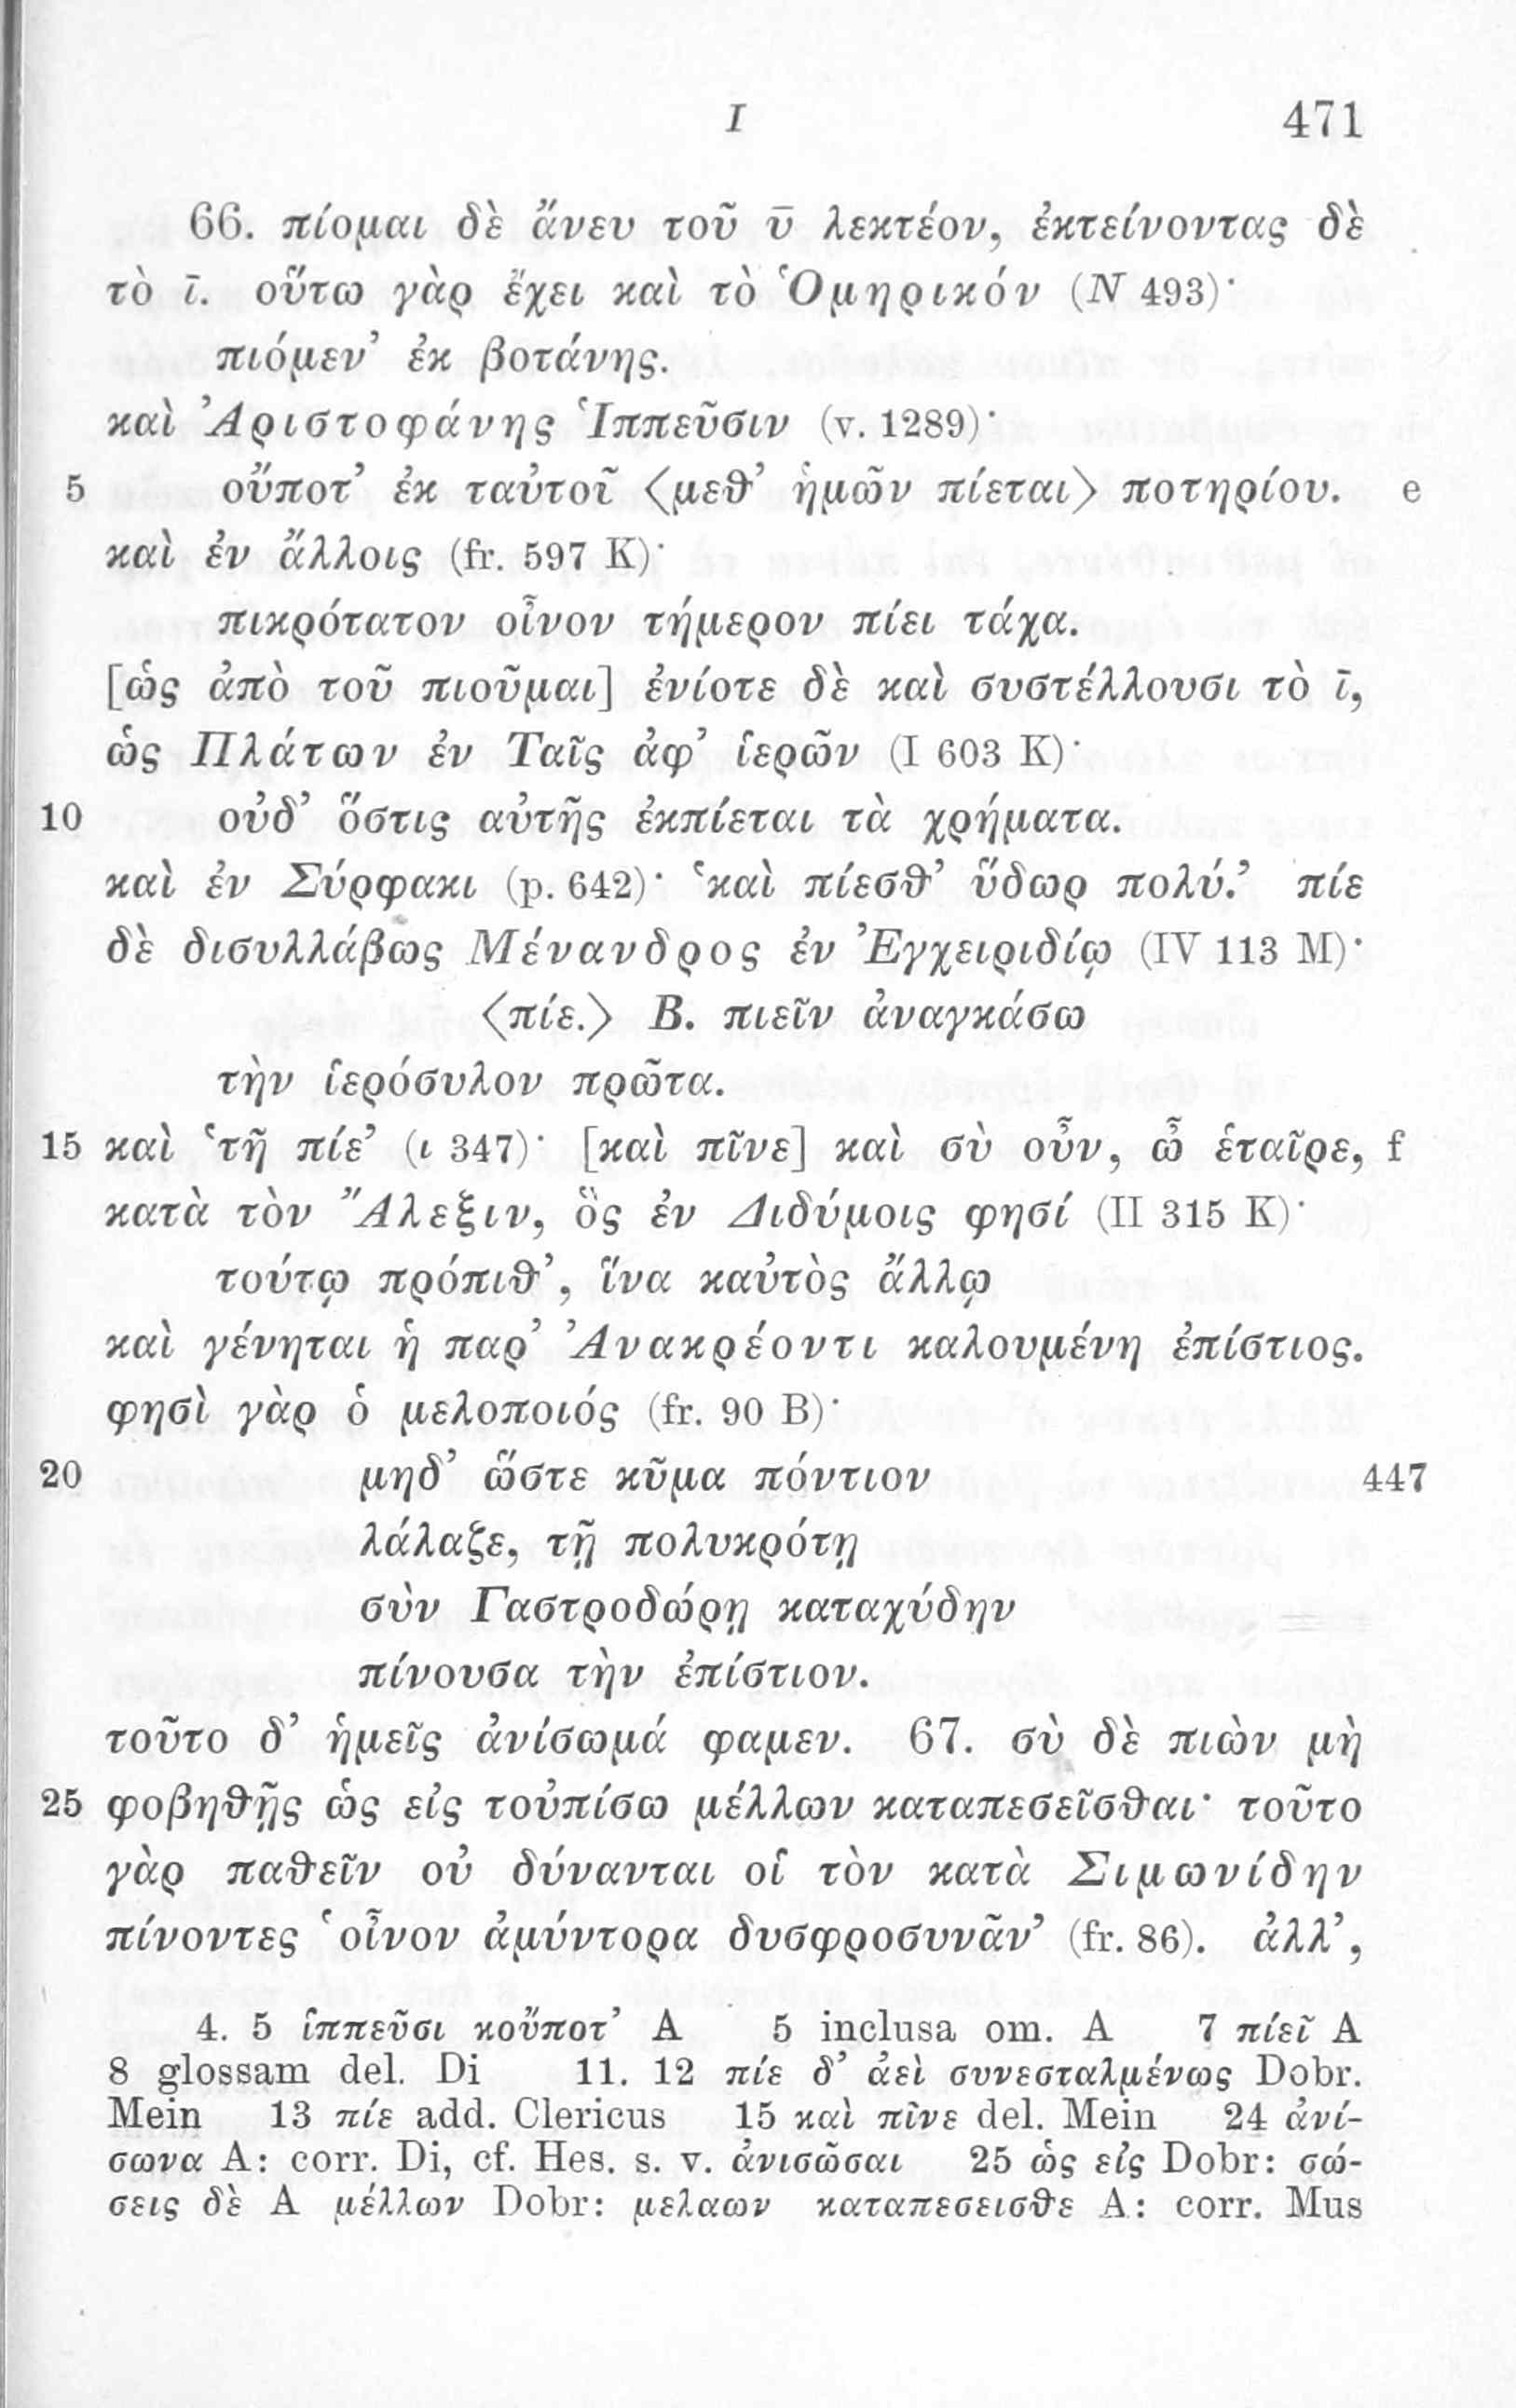 I 471
66. πίομαι δὲ ἄνευ τοῦ ῡ λεκτέον, ἐκτείνοντας δὲ
τὸ ῑ. οὕτω γὰρ ἔχει καὶ τὸ Ὁμηρικόν (N 493)·
πιόμεν’ ἐκ βοτάνης.
καὶ Ἀριστοφάνης Ἱππεῦσιν (v. 1289)·
5 οὔποτ’ ἐκ ταὐτοῦ <μεθ’ ἡμῶν πίεται> ποτηρίου. e
καὶ ἐν ἄλλοις (fr. 597 K)·
πικρότατον οἶνον τήμερον πίει τάχα.
[ὡς ἀπὸ τοῦ πιοῦμαι] ἐνίοτε δὲ καὶ συστέλλουσι τὸ ῑ,
ὡς Πλάτων ἐν Ταῖς ἀφ’ ἱερῶν (I 603 K)·
10 οὐδ’ ὅστις αὐτῆς ἐκπίεται τὰ χρήματα.
καὶ ἐν Σύρφακι (p. 642)· ‘καὶ πίεσθ’ ὕδωρ πολύ.’ πίε
δὲ δισυλλάβως Μένανδρος ἐν Ἐγχειριδίῳ (IV 113 M)·
<πίε.> Β. πιεῖν ἀναγκάσω
τὴν ἱερόσυλον πρῶτα.
15 καὶ ‘τῆ πίε’ (ι 347)· [καὶ πῖνε] καὶ σὺ οὖν, ὦ ἑταῖρε, f
κατὰ τὸν Ἄλεξιν, ὃς ἐν Διδύμοις φησί (II 315 K)·
τούτῳ πρόπιθ’, ἵνα καὐτὸς ἄλλῳ
καὶ γένηται ἡ παρ’ Ἀνακρέοντι καλουμένη ἐπίστιος.
φησὶ γὰρ ὁ μελοποιός (fr. 90 B)·
20 μηδ’ ὥστε κῦμα πόντιον 447
λάλαζε, τῇ πολυκρότῃ
σὺν Γαστροδώρῃ καταχύδην
πίνουσα τὴν ἐπίστιον.
τοῦτο δ’ ἡμεῖς ἀνίσωμά φαμεν. 67. σὺ δὲ πιὼν μὴ
25 φοβηθῇς ὡς εἰς τοὐπίσω μέλλων καταπεσεῖσθαι· τοῦτο
γὰρ παθεῖν οὐ δύνανται οἱ τὸν κατὰ Σιμωνίδην
πίνοντες ‘οἶνον ἀμύντορα δυσφροσυνᾶν’ (fr. 86). ἀλλ’,
4. 5 ἱππεῦσι κοὔποτ’ A 5 inclusa om. A 7 πίεῖ A
8 glossam del. Di 11. 12 πίε δ’ ἀεὶ συνεσταλμένως Dobr.
Mein 13 πίε add. Clericus 15 καὶ πῖνε del. Mein 24 ἀνί-
σωνα A: corr. Di, cf. Hes. s. v. ἀνισῶσαι 25 ὡς εἰς Dobr: σώ-
σεις δὲ A μέλλων Dobr: μελαων καταπεσεισθε A: corr. Mus